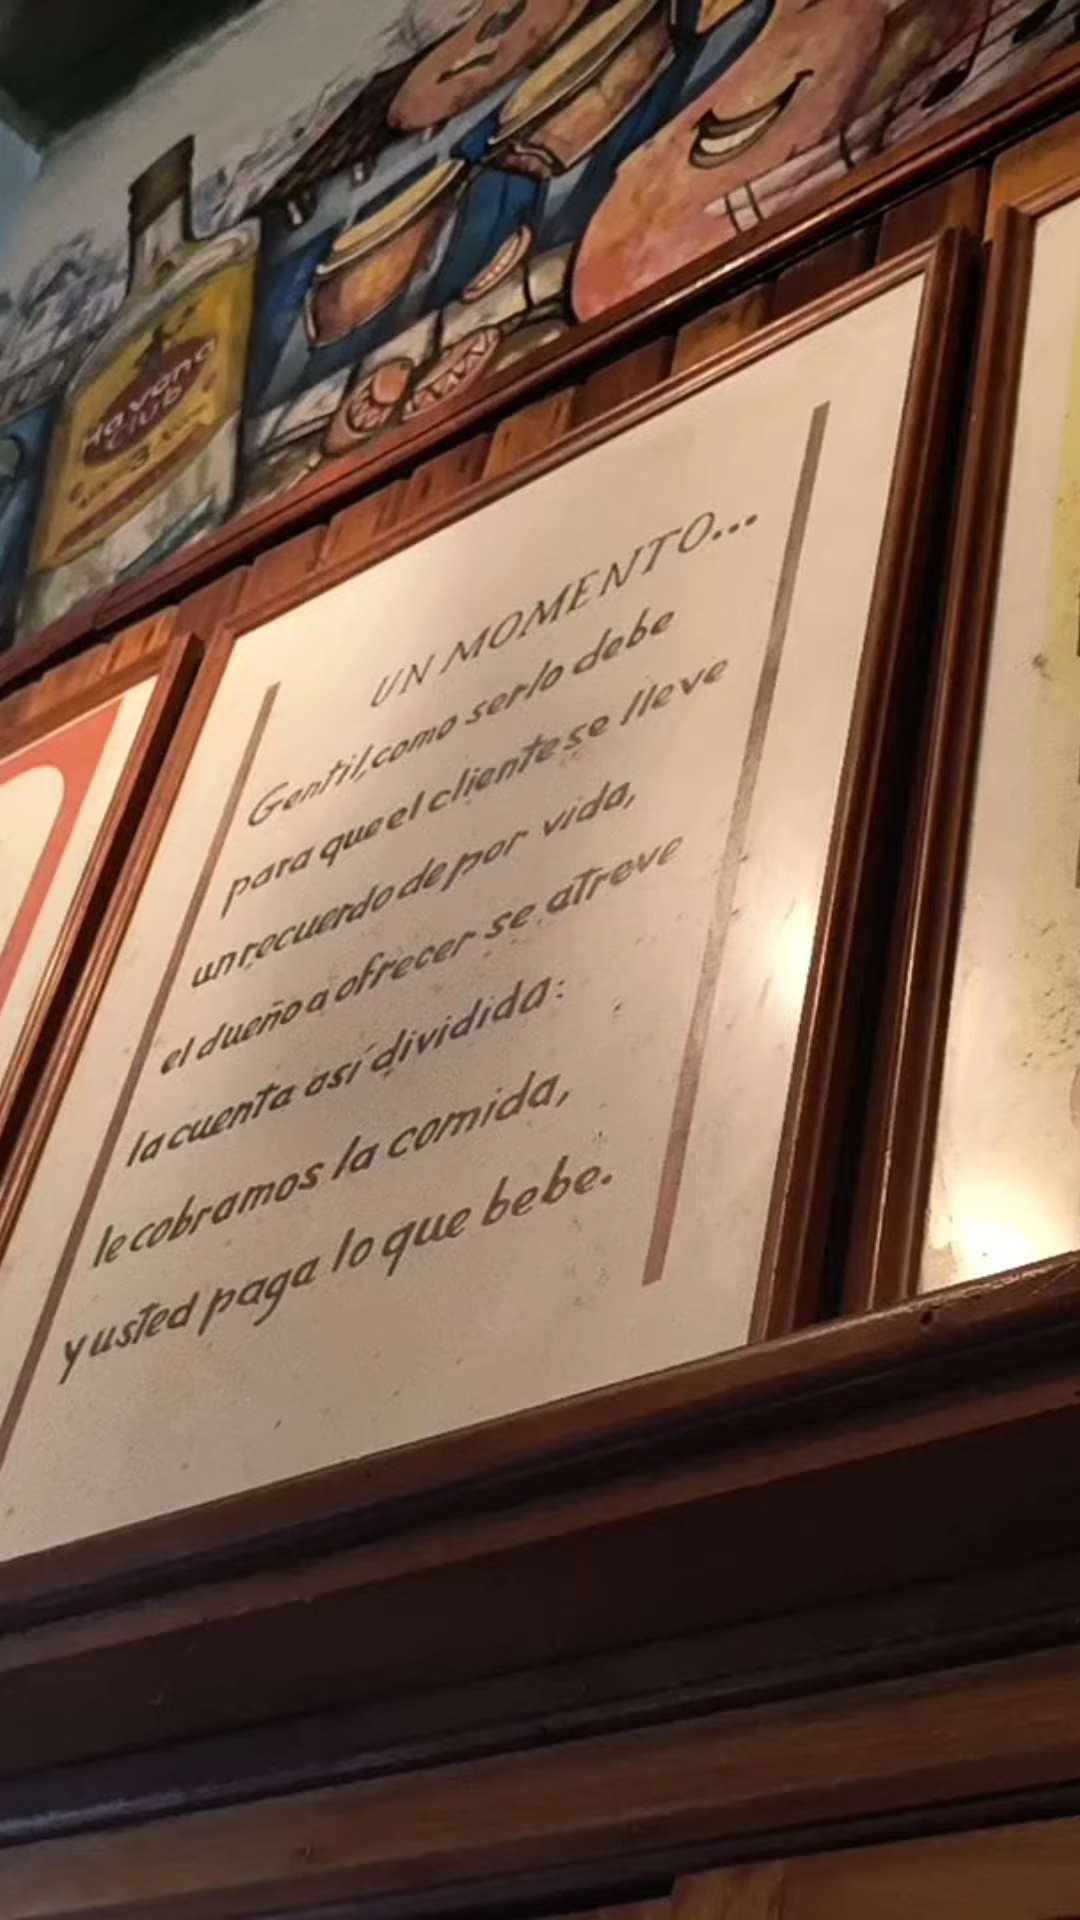 Havana
Club
3
UN MOMENTO...
Gentil, como serlo debe
para que el cliente se lleve
un recuerdo de por vida,
el dueño a ofrecer se atreve
la cuenta así dividida:
le cobramos la comida,
y usted paga lo que bebe.